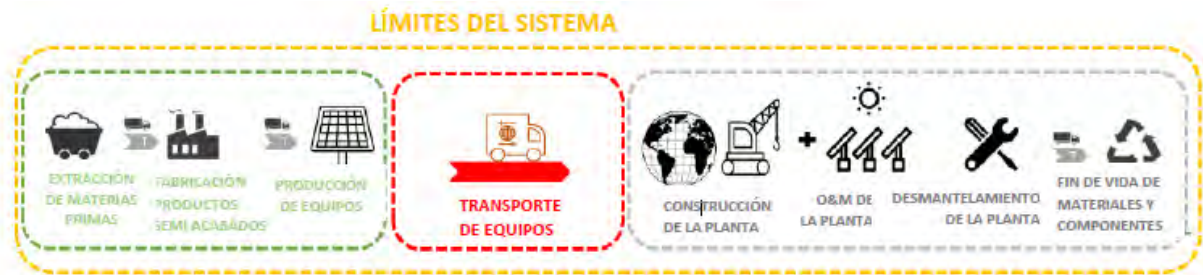 LÍMITES DEL SISTEMA
EXTRACCIÓN
DE MATERIAS
PRIMAS
FABRICACIÓN
PRODUCTOS
SEMI ACABADOS
PRODUCCIÓN
DE EQUIPOS
TRANSPORTE
DE EQUIPOS
CONSTRUCCIÓN
DE LA PLANTA
+
O&M DE
LA PLANTA
DESMANTELAMIENTO
DE LA PLANTA
FIN DE VIDA DE
MATERIALES Y
COMPONENTES